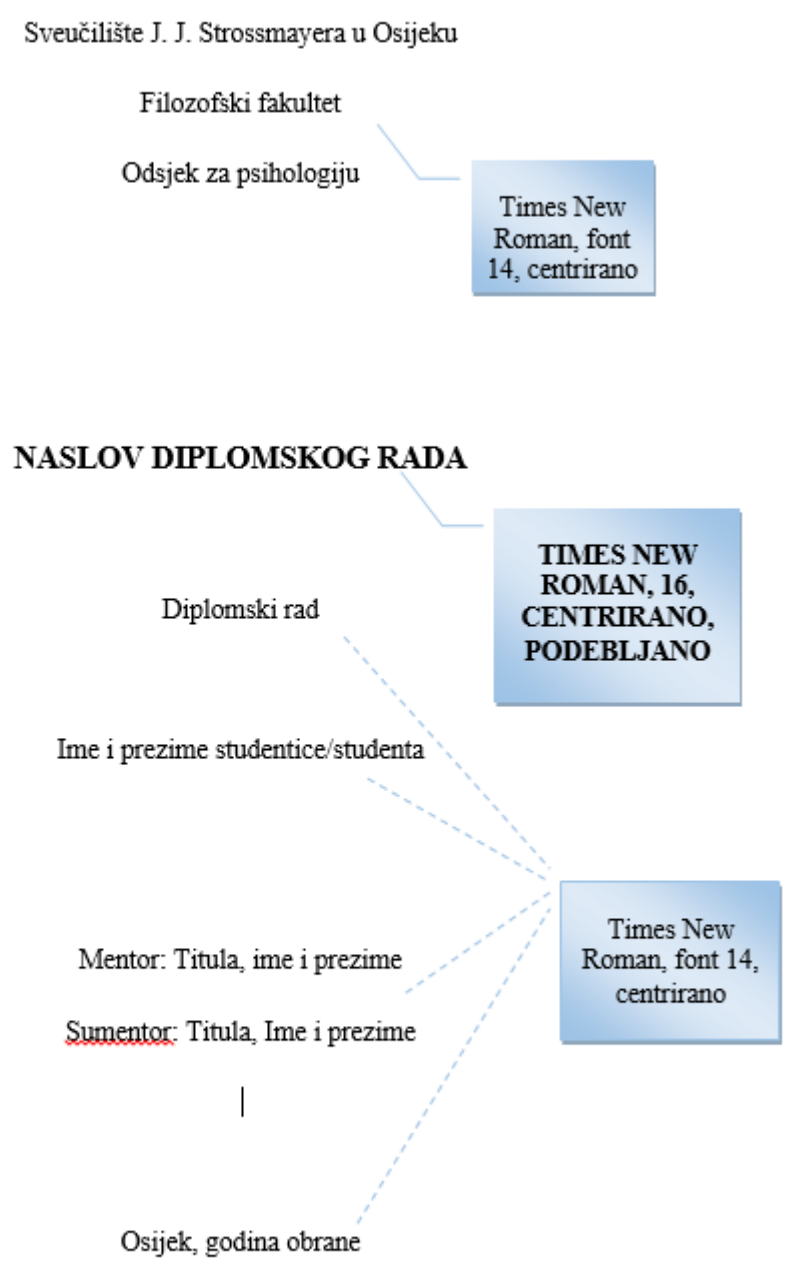 Sveučilište J. J. Strossmayera u Osijeku
Filozofski fakultet
Odsjek za psihologiju
Times New
Roman, font
14, centrirano
NASLOV DIPLOMSKOG RADA
TIMES NEW
ROMAN, 16,
CENTRIRANO,
PODEBLJANO
Diplomski rad
Ime i prezime studentice/studenta
Times New
Roman, font 14,
centrirano
Mentor: Titula, ime i prezime
Sumentor: Titula, Ime i prezime
Osijek, godina obrane